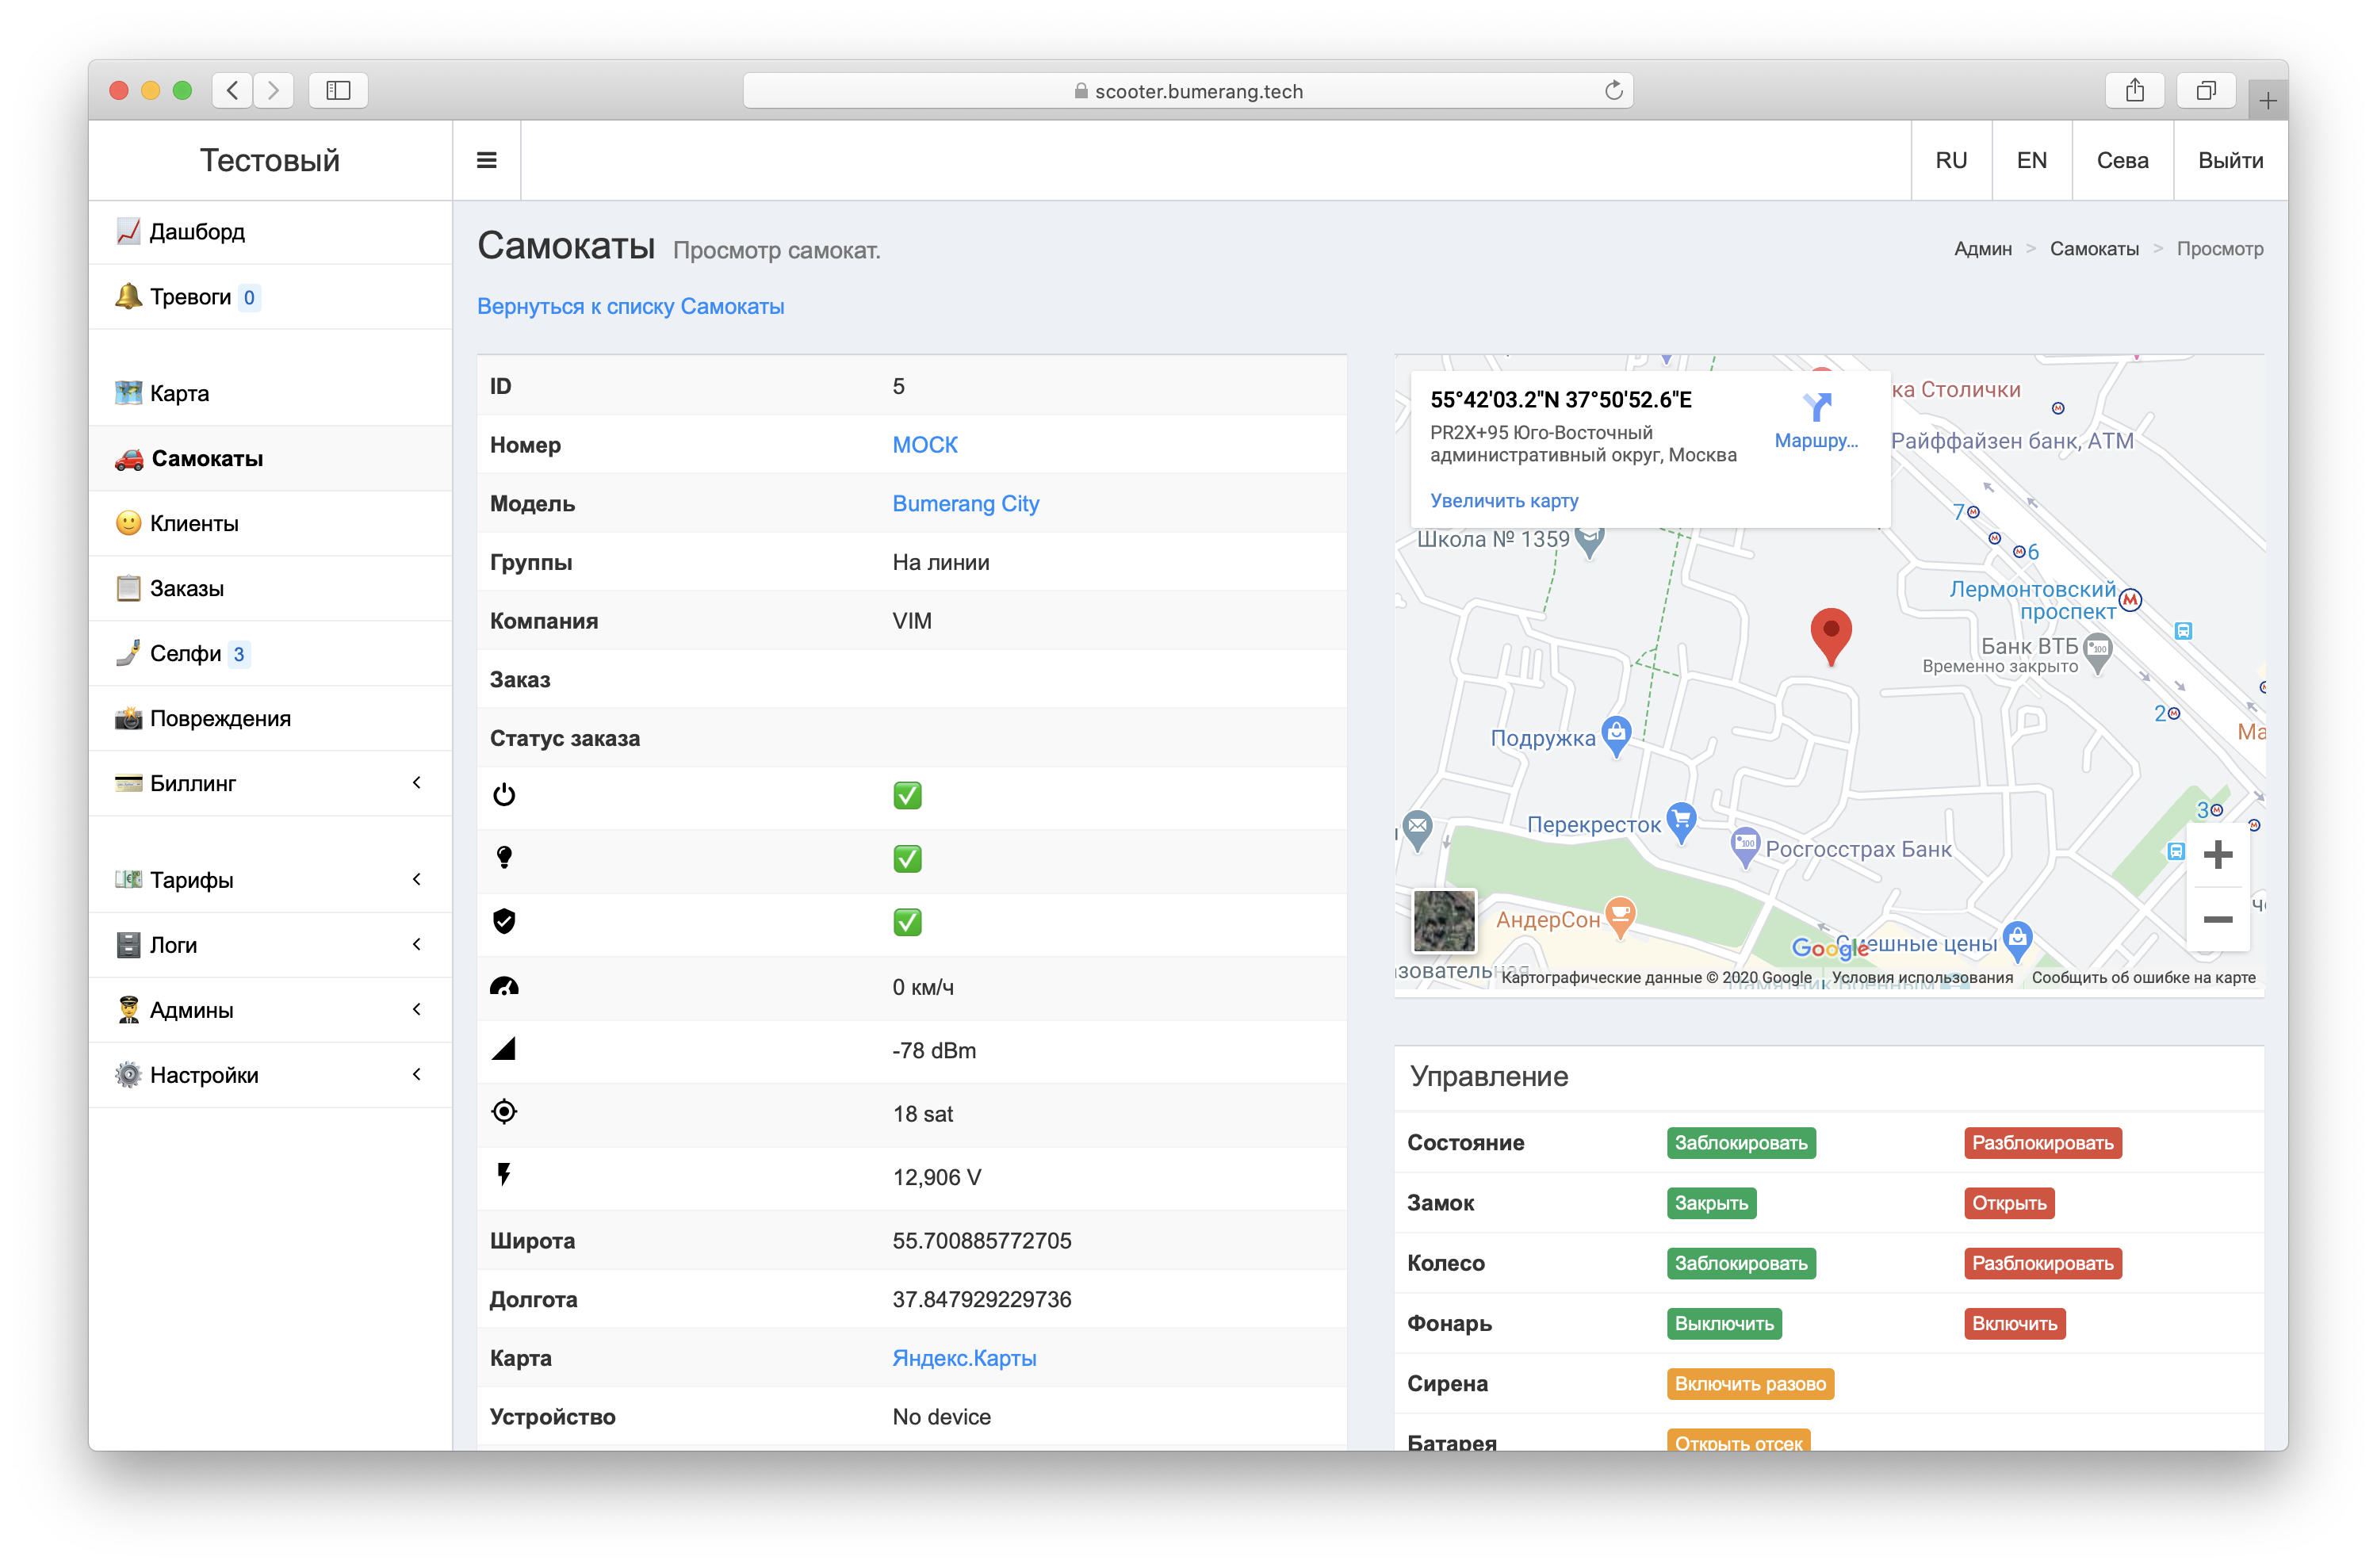 scooter.bumerang.tech
Тестовый
RU
EN
Сева
Выйти
Дашборд
Тревоги 0
Карта
Самокаты
Клиенты
Заказы
Селфи 3
Повреждения
Биллинг
Тарифы
Логи
Админы
Настройки
Самокаты Просмотр самокат.
Админ > Самокаты > Просмотр
Вернуться к списку Самокаты
ID 5
Номер МОСК
Модель Bumerang City
Группы На линии
Компания VIM
Заказ
Статус заказа
0 км/ч
-78 dBm
18 sat
12,906 V
Широта 55.700885772705
Долгота 37.847929229736
Карта Яндекс.Карты
Устройство No device
55°42'03.2"N 37°50'52.6"E
PR2X+95 Юго-Восточный
административный округ, Москва
Маршру...
Увеличить карту
ка Столички
Райффайзен банк, ATM
Школа № 1359
7
6
Лермонтовский
проспект
Банк ВТБ
Временно закрыто
2
Ма
Подружка
3
Перекресток
Росгосстрах Банк
АндерСон
ешные цены
Google
зовательная
Картографические данные © 2020 Google
Условия использования
Сообщить об ошибке на карте
Управление
Состояние Заблокировать Разблокировать
Замок Закрыть Открыть
Колесо Заблокировать Разблокировать
Фонарь Выключить Включить
Сирена Включить разово
Батарея Открыть отсек